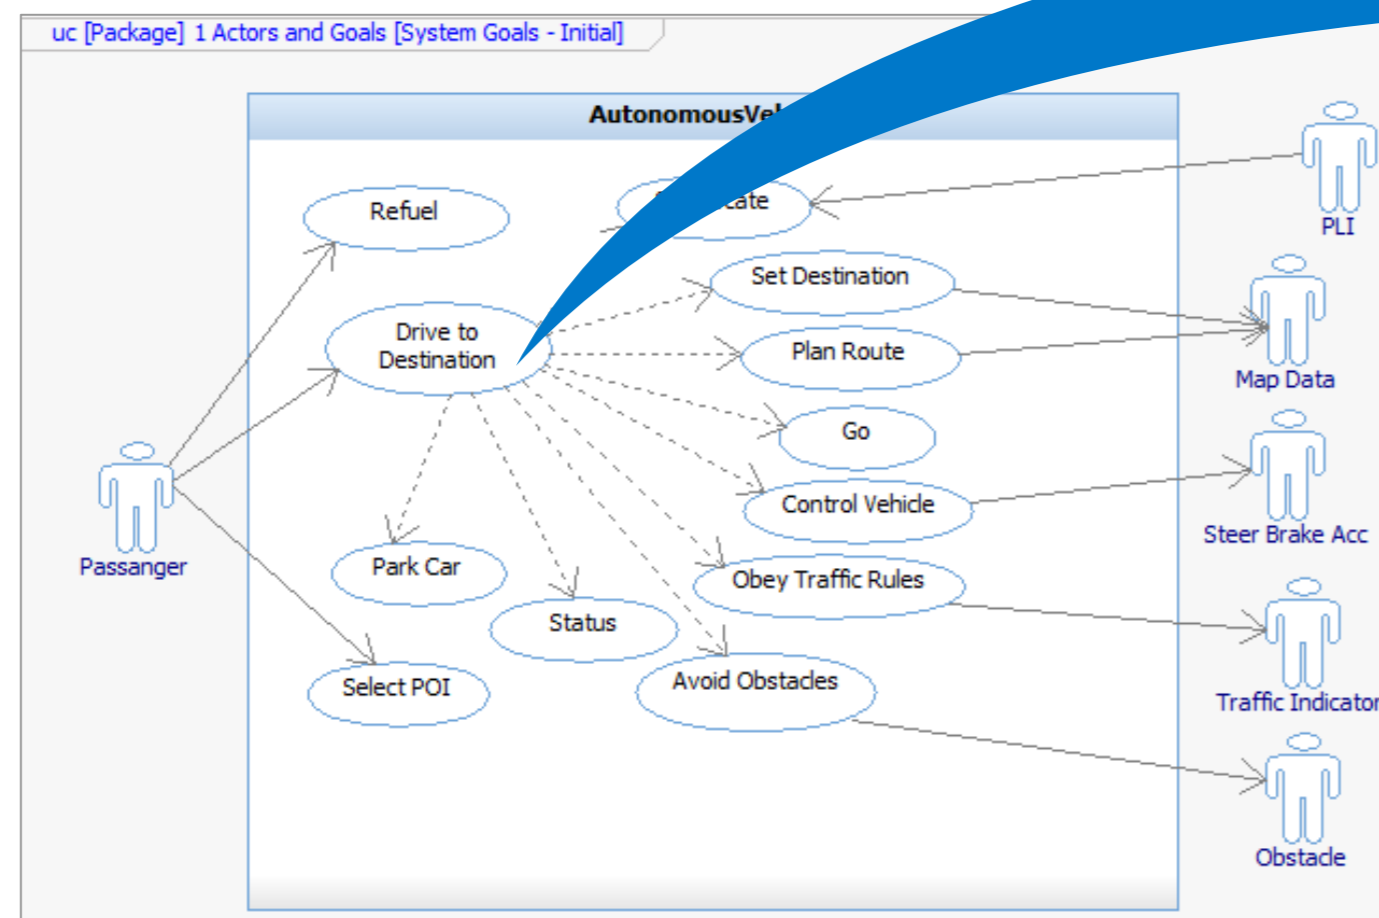 uc [Package] 1 Actors and Goals [System Goals - Initial]
Refuel
PLI
Set Destination
Drive to
Destination
Plan Route
Map Data
Go
Control Vehicle
Steer Brake Acc
Passanger
Park Car
Obey Traffic Rules
Status
Select POI
Avoid Obstacles
Traffic Indicator
Obstacle